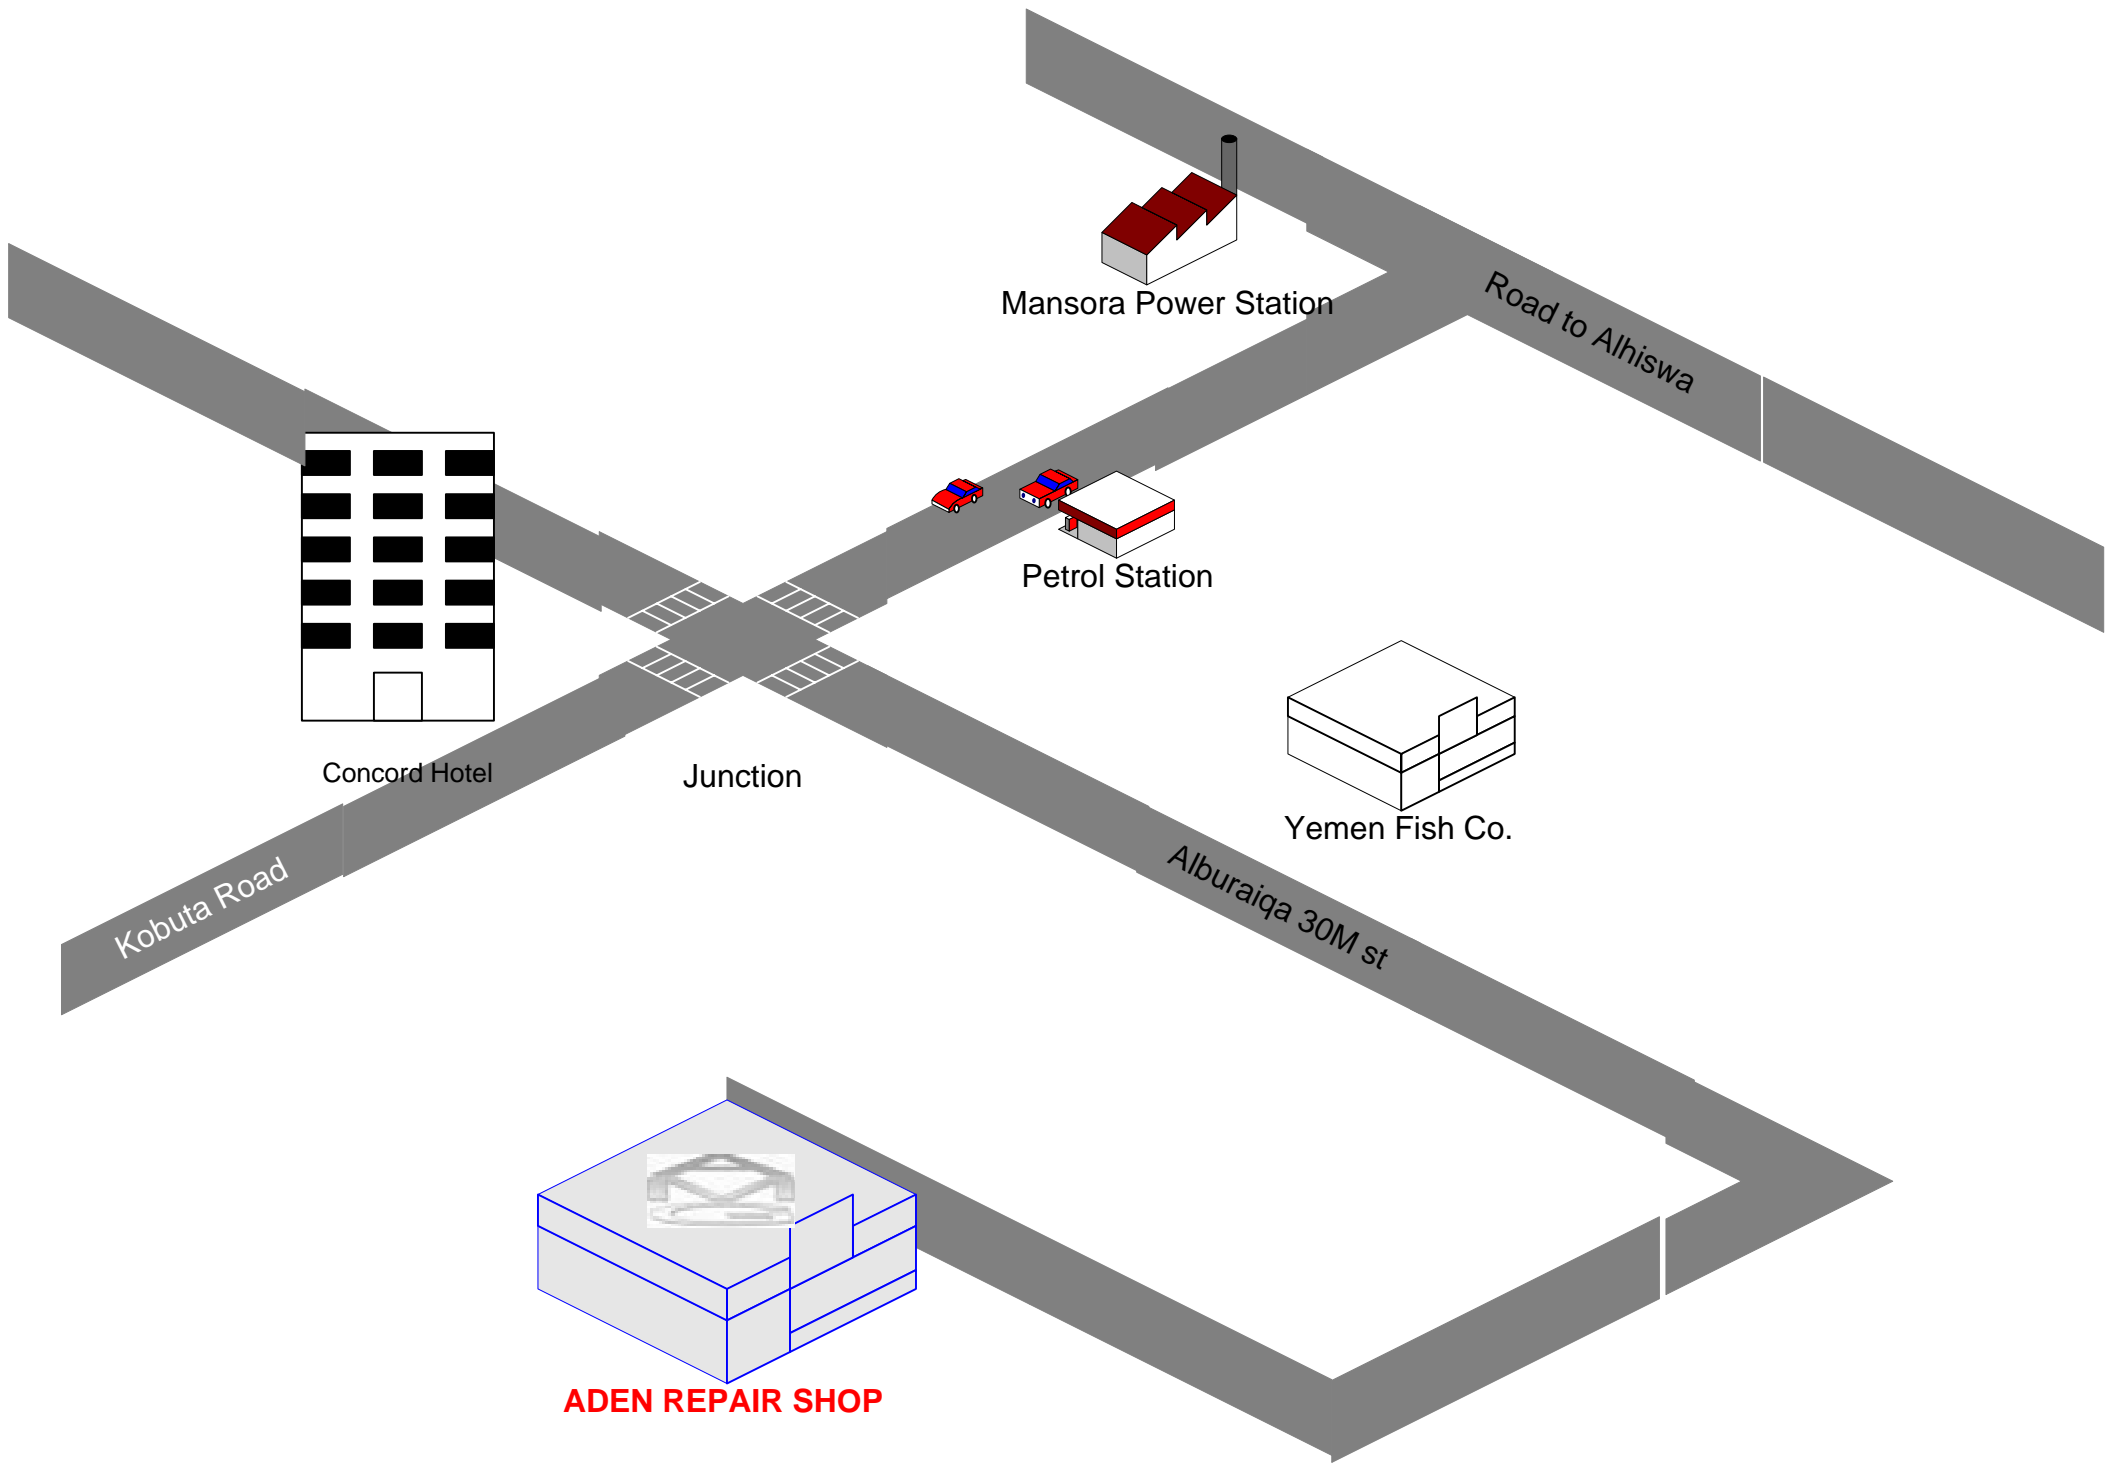 Mansora Power Station
Road to Alhiswa
Petrol Station
Concord Hotel
Junction
Yemen Fish Co.
Kobuta Road
Alburaiqa 30M st
ADEN REPAIR SHOP